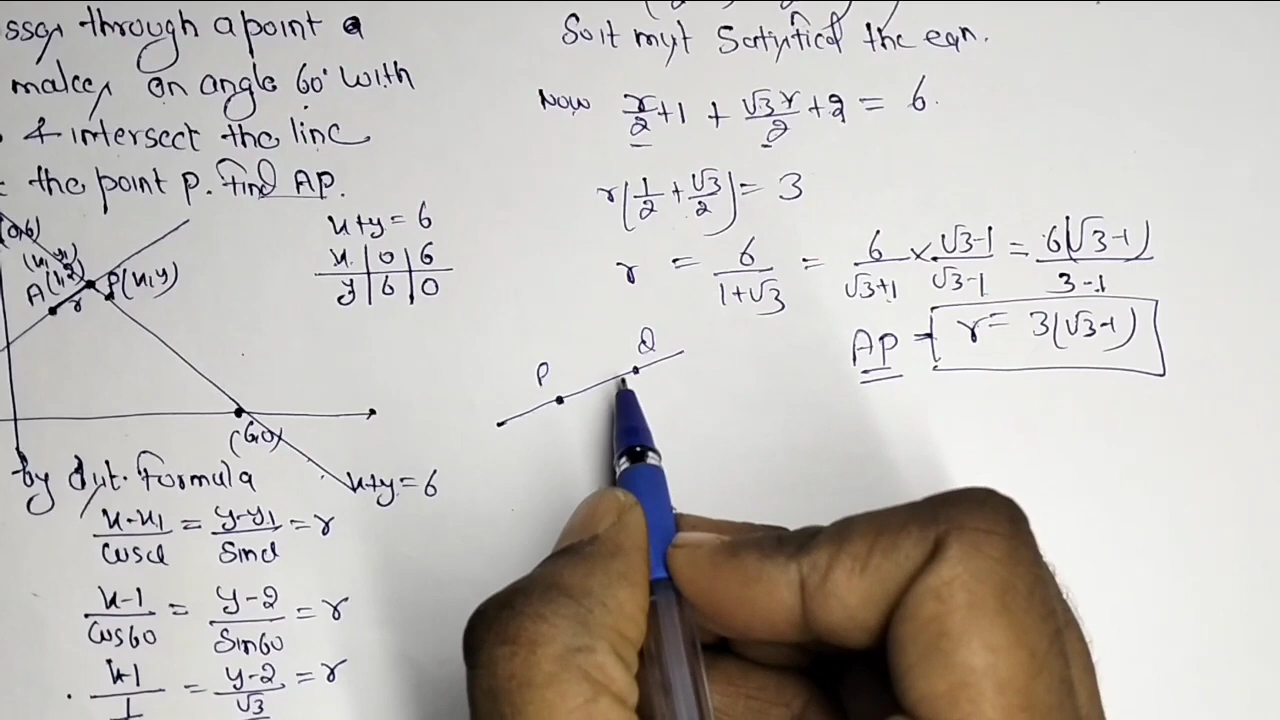 sses through a point a
makes an angle 60° with
& intersect the line
the point P. Find AP.
(0,6)
(x1,y1)
A(1,2) P(x,y)
r
x+y = 6
x 0 6
y 6 0
(6,0)
x+y = 6
by dist. formula
x-x1/cosα = y-y1/sinα = r
x-1/cos60 = y-2/sin60 = r
x-1/1 = y-2/√3 = r
So it must satisfied the eqn.
Now r/2 + 1 + √3r/2 + 2 = 6.
r(1/2 + √3/2) = 3
r = 6/1+√3 = 6/√3+1 × √3-1/√3-1 = 6(√3-1)/3-1
AP = r = 3(√3-1)
P Q